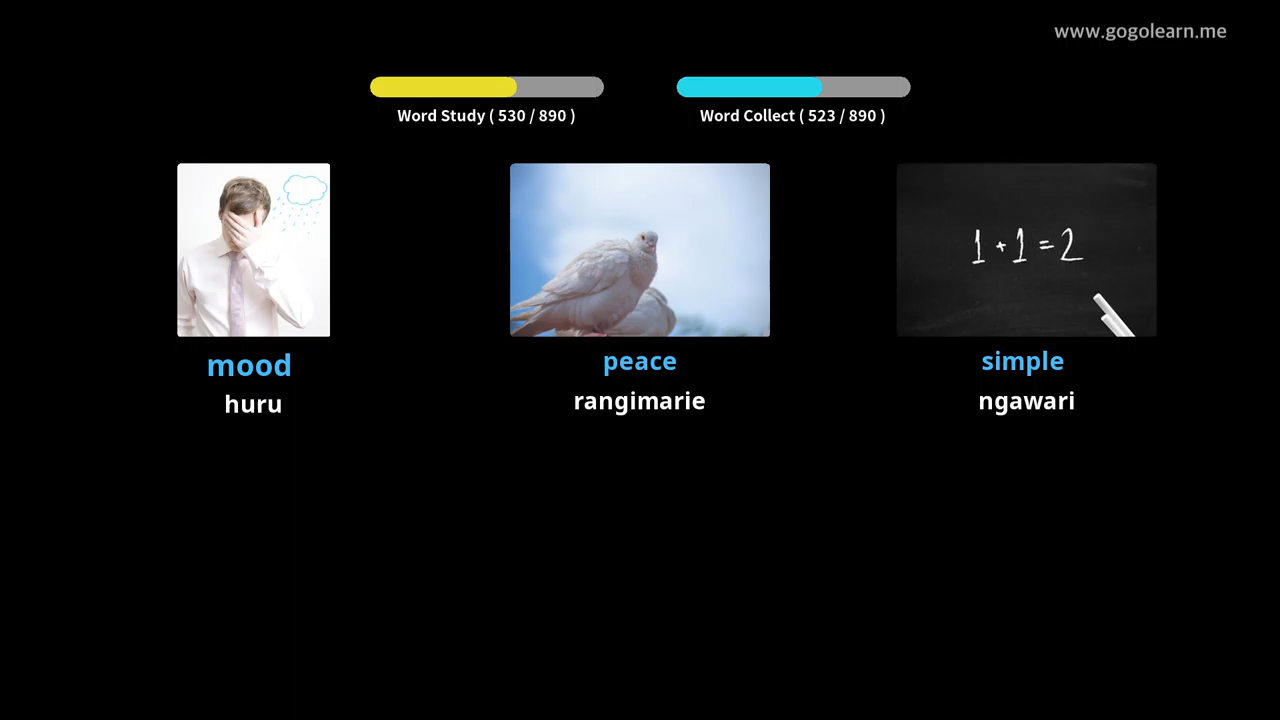 www.gogolearn.me
Word Study ( 530 / 890 )
Word Collect ( 523 / 890 )
1 + 1 = 2
mood
huru
peace
rangimarie
simple
ngawari